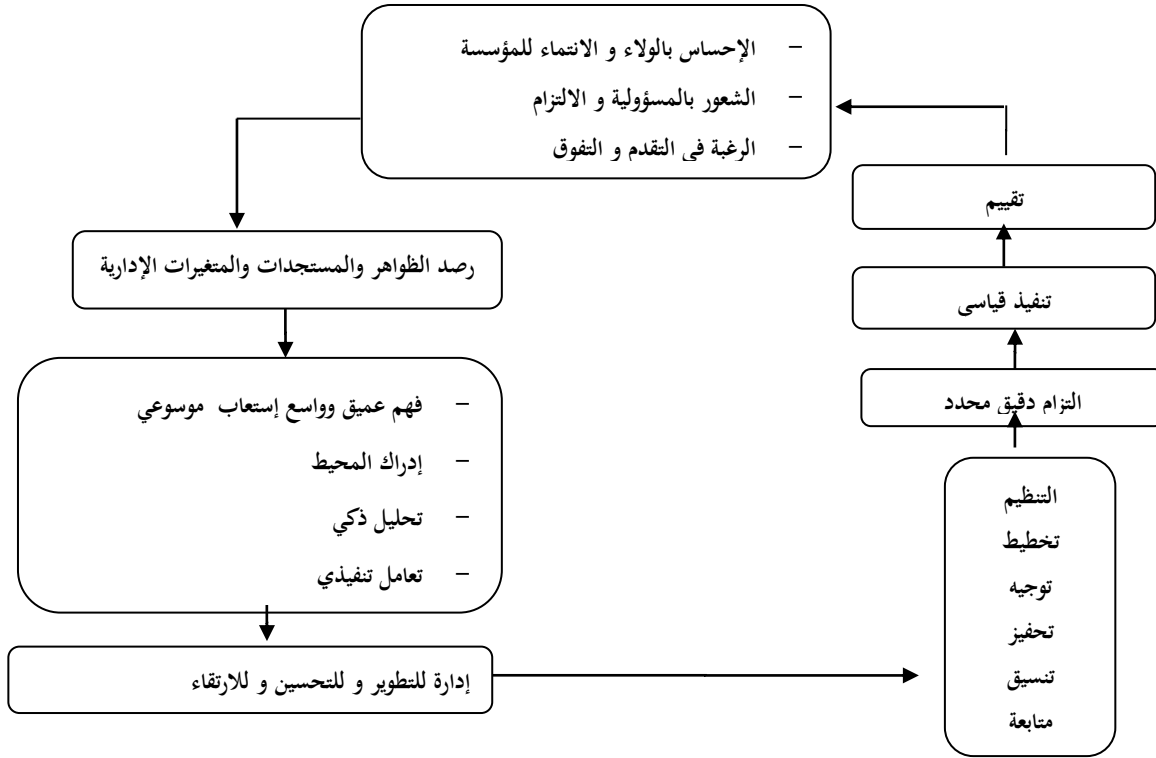 – الإحساس بالولاء و الانتماء للمؤسسة
– الشعور بالمسؤولية و الالتزام
– الرغبة في التقدم و التفوق
رصد الظواهر والمستجدات والمتغيرات الإدارية
– فهم عميق وواسع إستعاب موسوعي
– إدراك المحيط
– تحليل ذكي
– تعامل تنفيذي
إدارة للتطوير و للتحسين و للارتقاء
التنظيم
تخطيط
توجيه
تحفيز
تنسيق
متابعة
التزام دقيق محدد
تنفيذ قياسى
تقييم